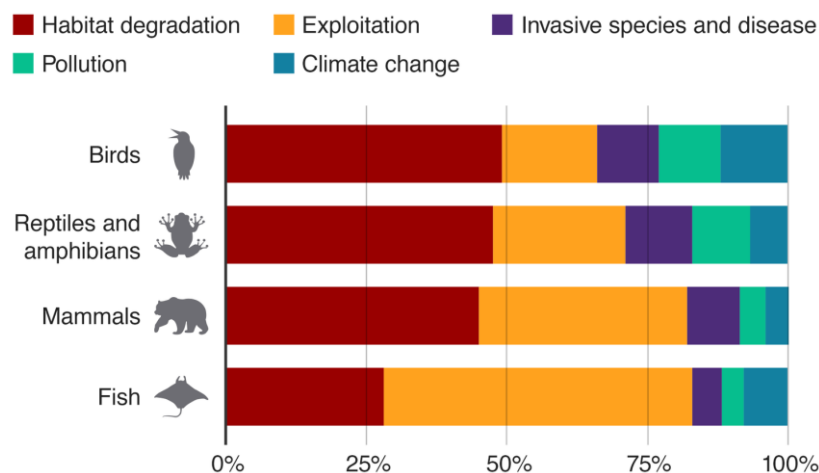 Habitat degradation
Exploitation
Invasive species and disease
Pollution
Climate change
Birds
Reptiles and
amphibians
Mammals
Fish
0%
25%
50%
75%
100%